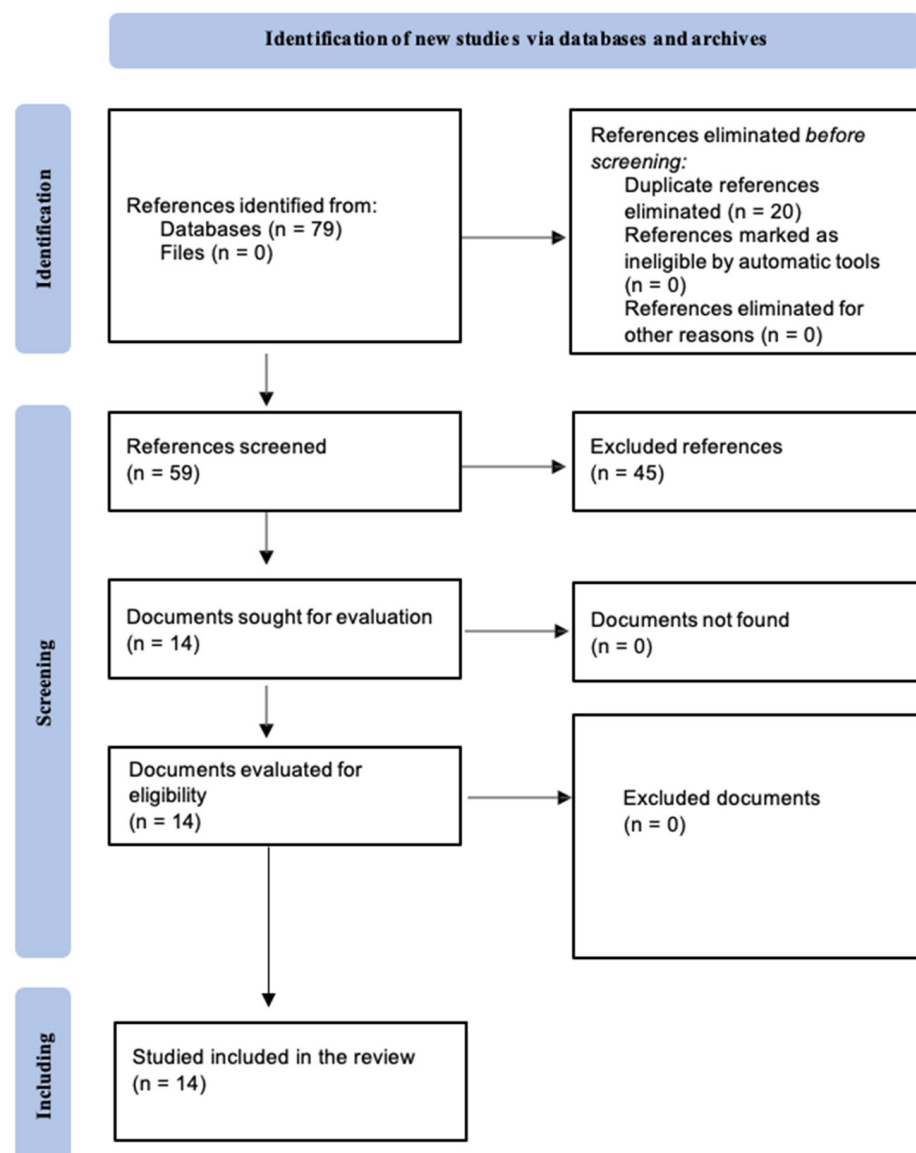 Identification of new studies via databases and archives
Identification
References identified from:
Databases (n = 79)
Files (n = 0)
References eliminated before
screening:
Duplicate references
eliminated (n = 20)
References marked as
ineligible by automatic tools
(n = 0)
References eliminated for
other reasons (n = 0)
Screening
References screened
(n = 59)
Excluded references
(n = 45)
Documents sought for evaluation
(n = 14)
Documents not found
(n = 0)
Documents evaluated for
eligibility
(n = 14)
Excluded documents
(n = 0)
Including
Studied included in the review
(n = 14)